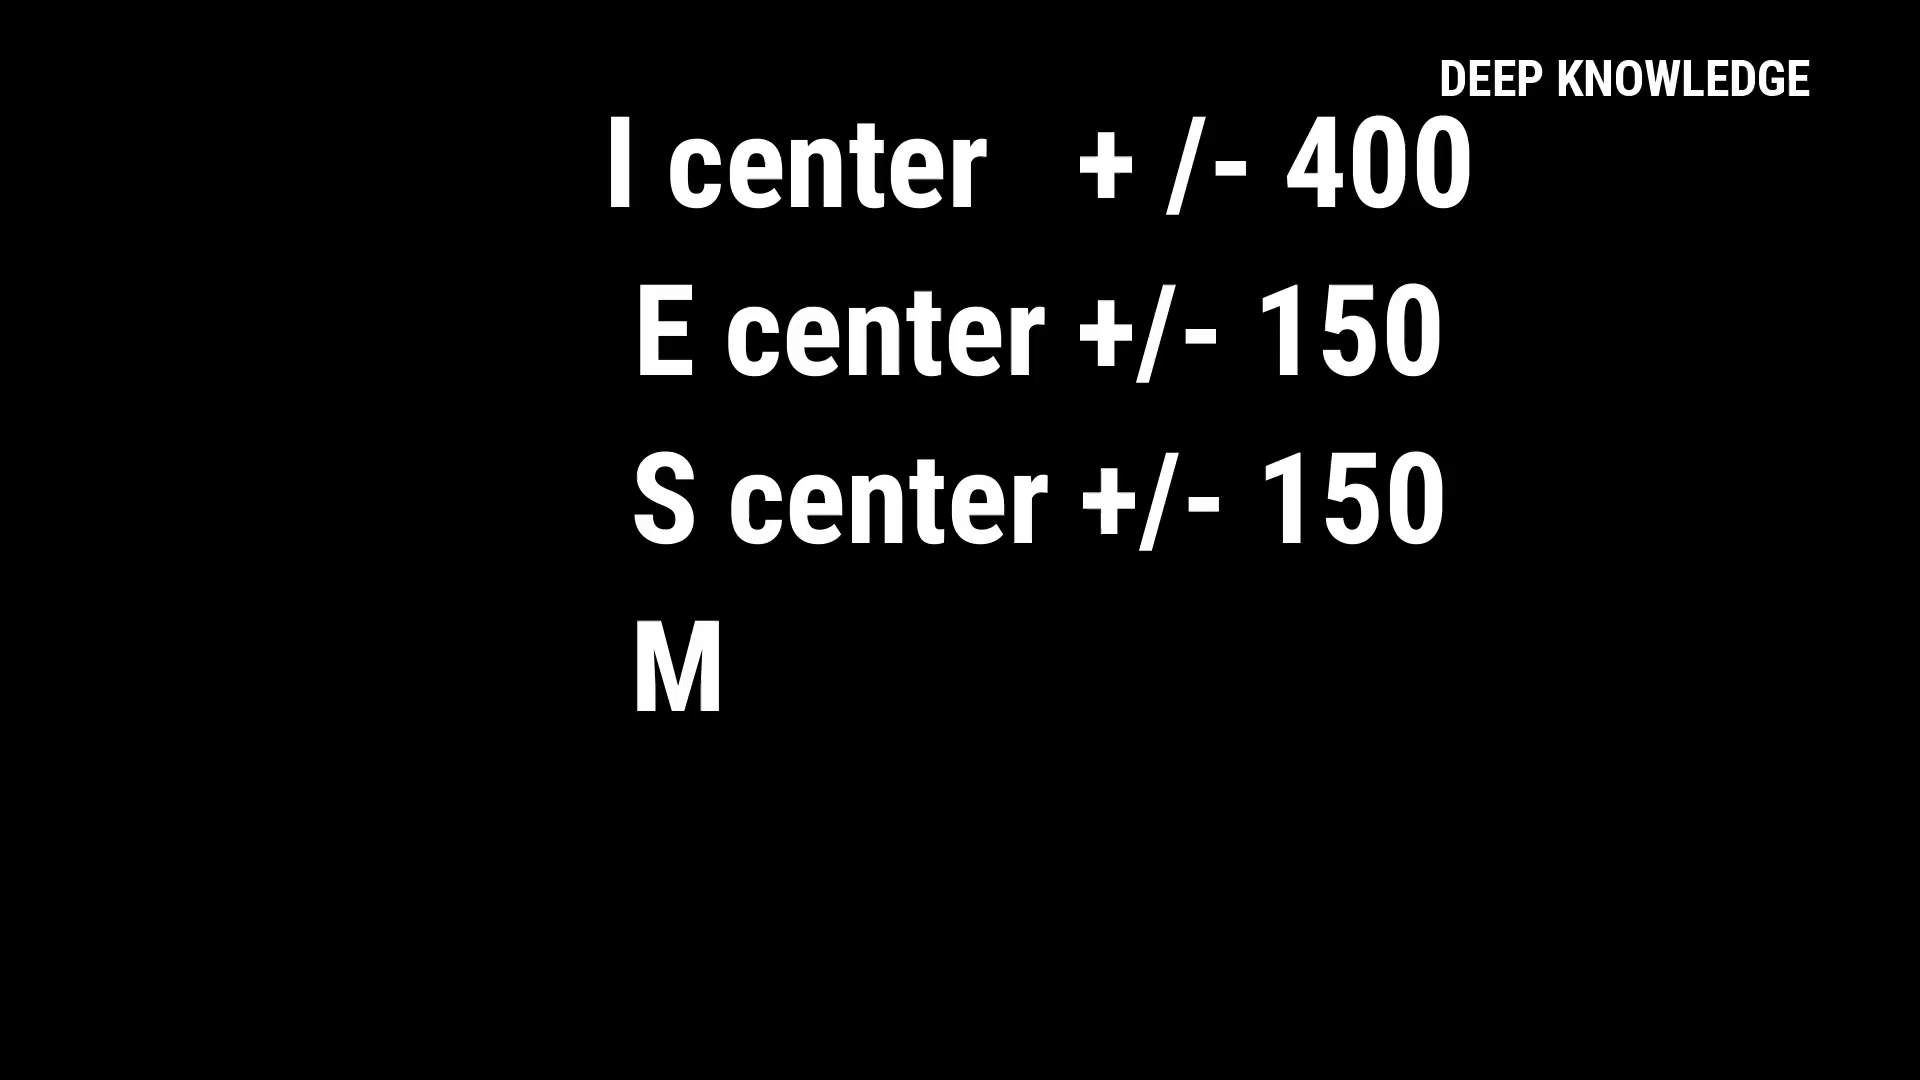 DEEP KNOWLEDGE
I center + /- 400
E center +/- 150
S center +/- 150
M